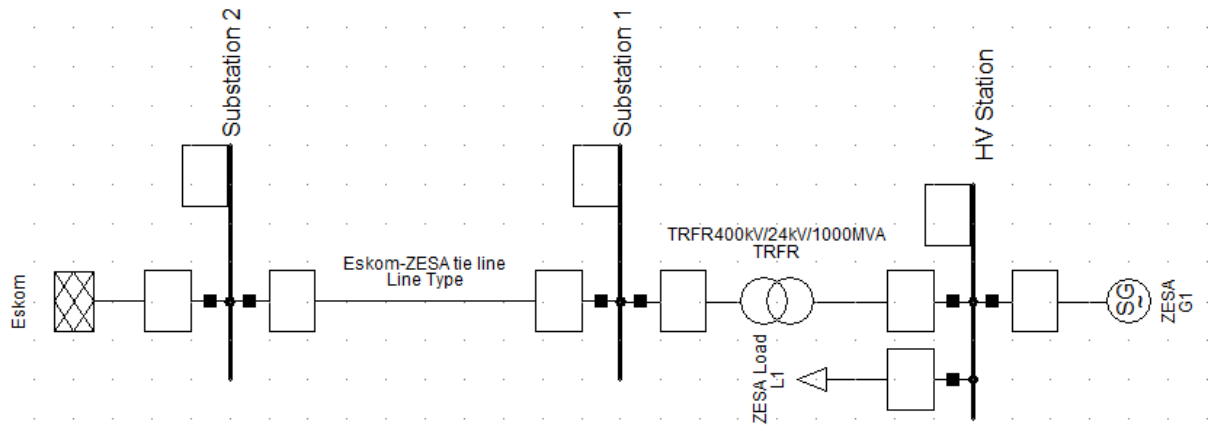 Substation 2
Substation 1
HV Station
TRFR400kV/24kV/1000MVA
TRFR
Eskom-ZESA tie line
Line Type
Eskom
SG
~
ZESA
G1
ZESA Load
L1